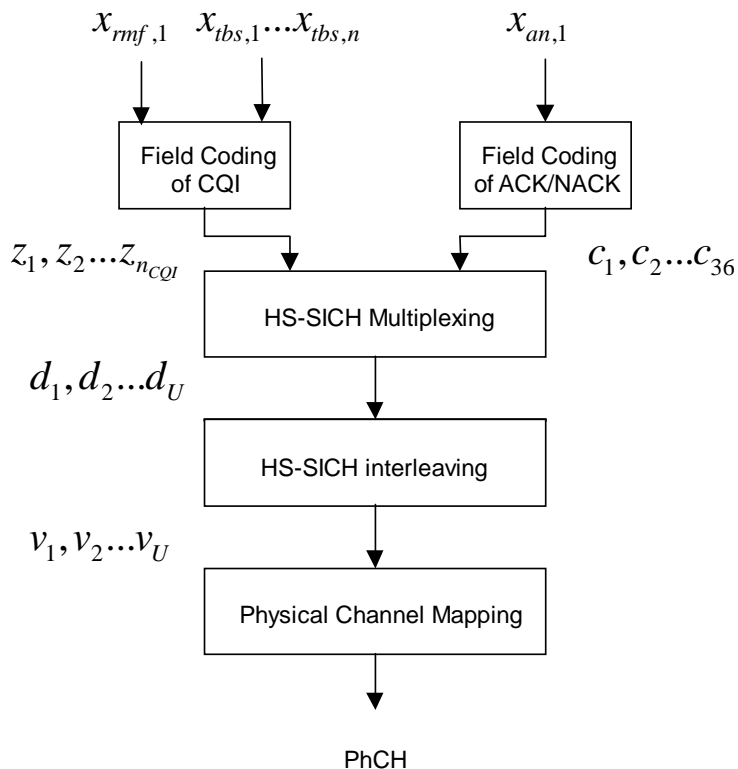 x_{rmf,1} x_{tbs,1}...x_{tbs,n} x_{an,1}
Field Coding
of CQI
Field Coding
of ACK/NACK
z_1, z_2...z_{n_{CQI}}
c_1, c_2...c_{36}
HS-SICH Multiplexing
d_1, d_2...d_U
HS-SICH interleaving
v_1, v_2...v_U
Physical Channel Mapping
PhCH